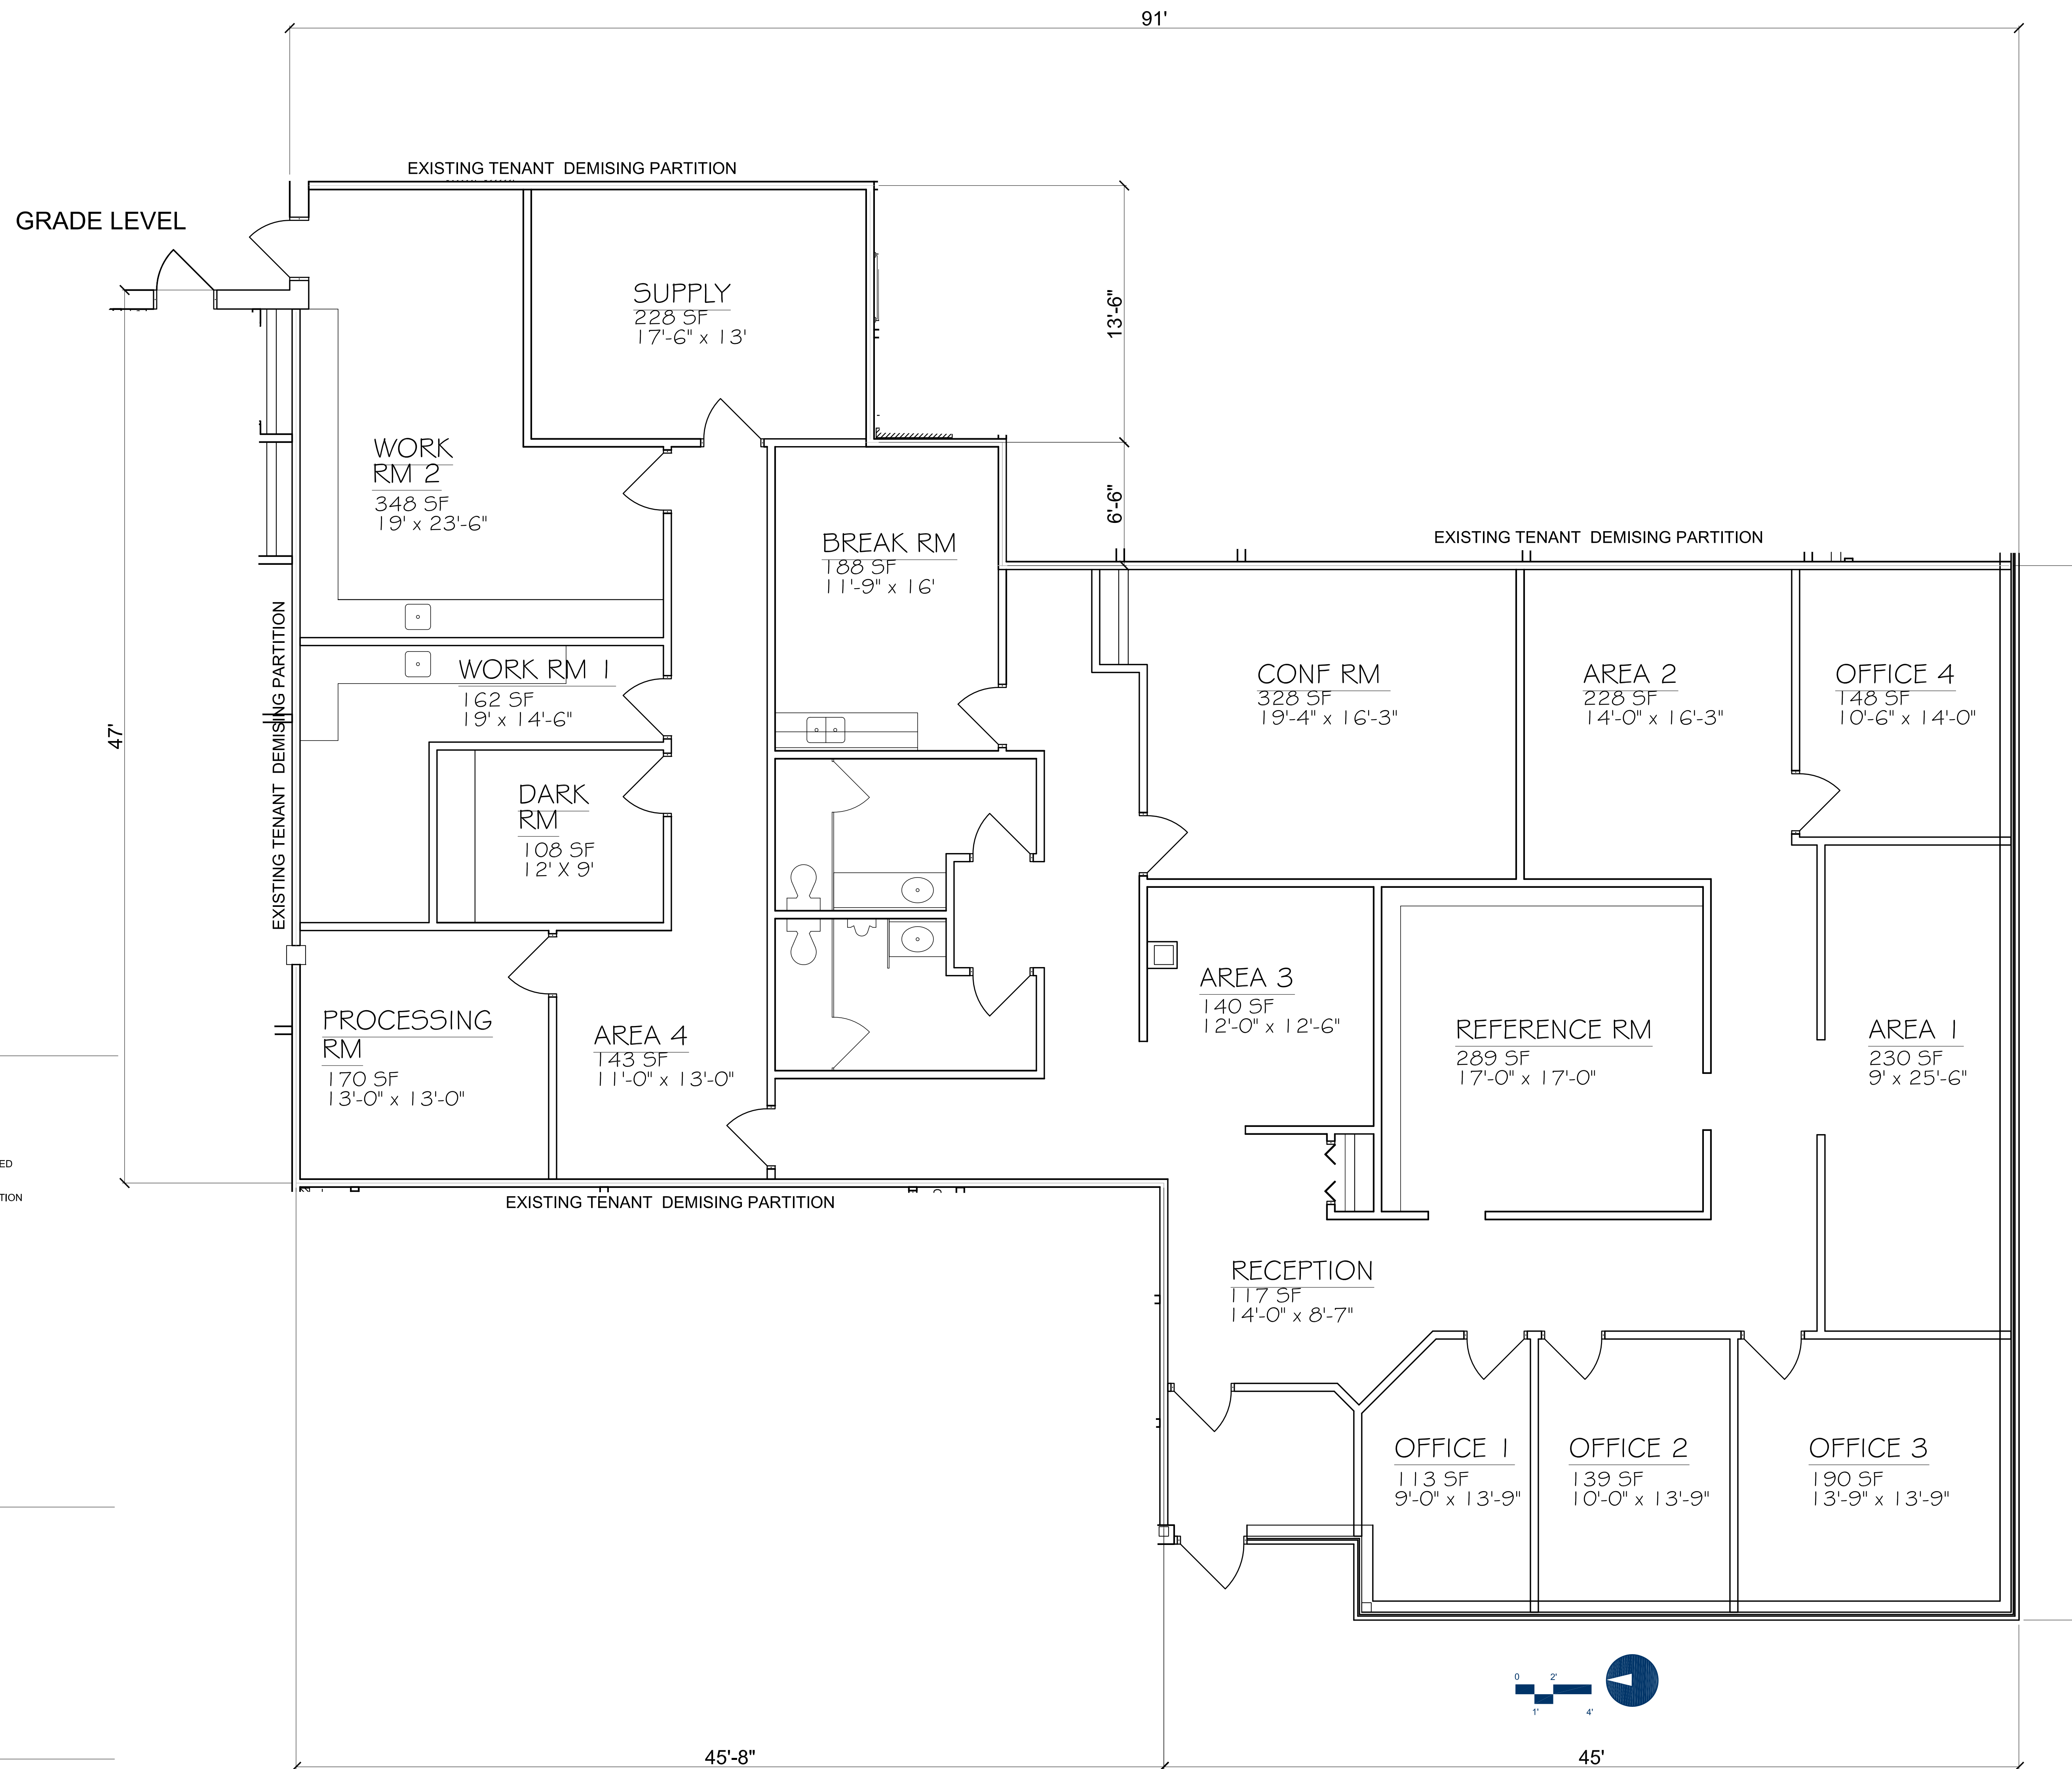 91'
EXISTING TENANT DEMISING PARTITION
GRADE LEVEL
SUPPLY
228 SF
17'-6" x 13'
13'-6"
WORK
RM 2
348 SF
19' x 23'-6"
6'-6"
BREAK RM
188 SF
11'-9" x 16'
EXISTING TENANT DEMISING PARTITION
47'
EXISTING TENANT DEMISING PARTITION
WORK RM 1
162 SF
19' x 14'-6"
CONF RM
328 SF
19'-4" x 16'-3"
AREA 2
228 SF
14'-0" x 16'-3"
OFFICE 4
148 SF
10'-6" x 14'-0"
DARK
RM
108 SF
12' X 9'
AREA 3
140 SF
12'-0" x 12'-6"
PROCESSING
RM
170 SF
13'-0" x 13'-0"
AREA 4
143 SF
11'-0" x 13'-0"
REFERENCE RM
289 SF
17'-0" x 17'-0"
AREA 1
230 SF
9' x 25'-6"
ED
TION
EXISTING TENANT DEMISING PARTITION
RECEPTION
117 SF
14'-0" x 8'-7"
OFFICE 1
113 SF
9'-0" x 13'-9"
OFFICE 2
139 SF
10'-0" x 13'-9"
OFFICE 3
190 SF
13'-9" x 13'-9"
0 2'
1' 4'
45'-8"
45'